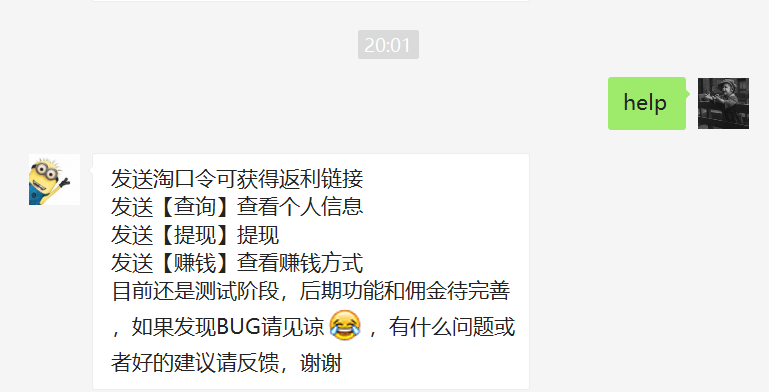 20:01
help
发送淘口令可获得返利链接
发送【查询】查看个人信息
发送【提现】提现
发送【赚钱】查看赚钱方式
目前还是测试阶段，后期功能和佣金待完善
，如果发现BUG请见谅😂，有什么问题或
者好的建议请反馈，谢谢